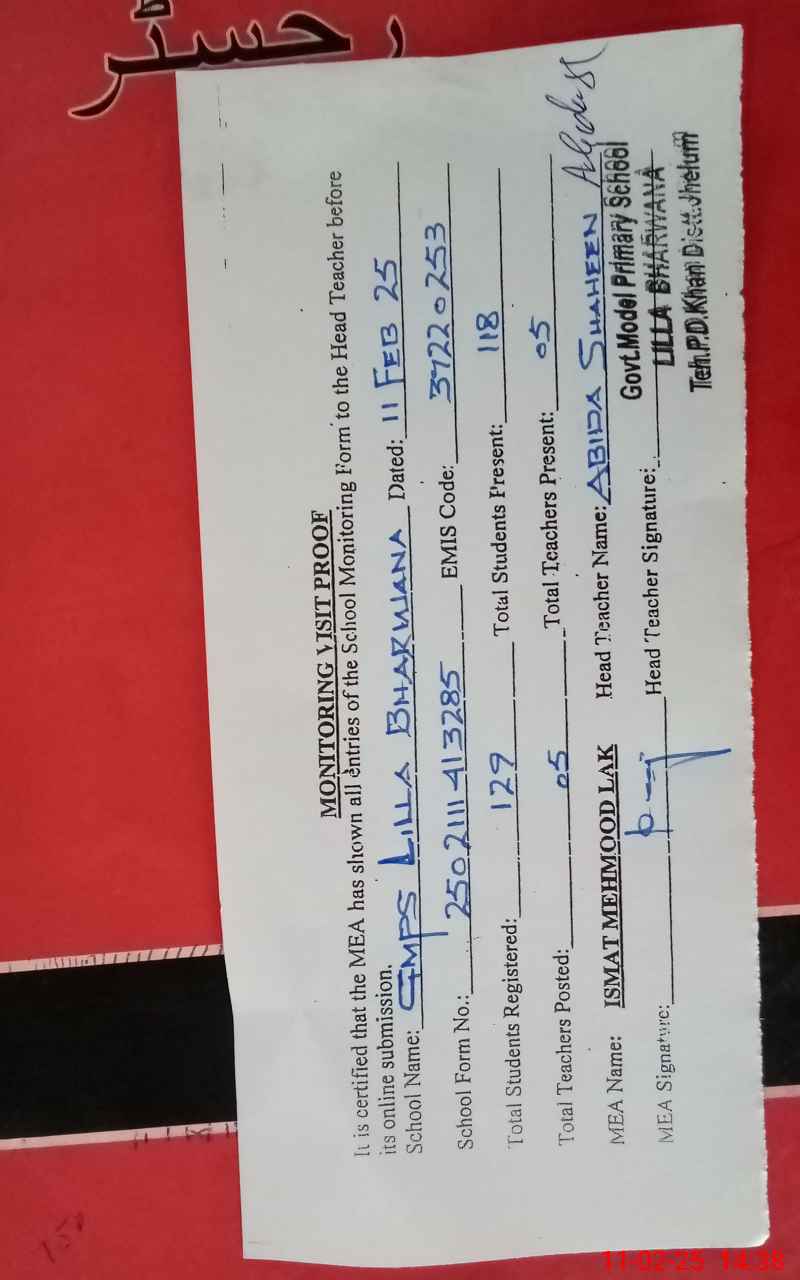 رجسٹر
MONITORING VISIT PROOF
It is certified that the MEA has shown all entries of the School Monitoring Form to the Head Teacher before
its online submission.
School Name: GMPS LILLA BHARWANA Dated: 11 FEB 25
School Form No.: 2502111413285 EMIS Code: 37220253
Total Students Registered: 129 Total Students Present: 118
Total Teachers Posted: 05 Total Teachers Present: 05
MEA Name: ISMAT MEHMOOD LAK Head Teacher Name: ABIDA SHAHEEN
MEA Signature: Head Teacher Signature:
Govt.Model Primary School
LILLA BHARWANA
Teh.P.D.Khan Distt.Jhelum
11-02-25 14:38